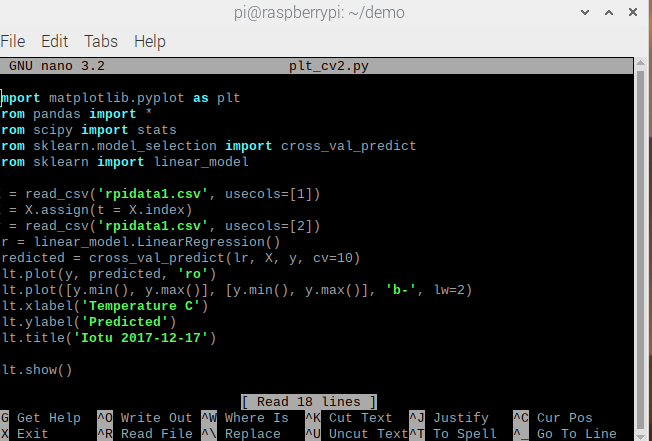 pi@raspberrypi: ~/demo
File Edit Tabs Help
GNU nano 3.2 plt_cv2.py
mport matplotlib.pyplot as plt
rom pandas import *
rom scipy import stats
rom sklearn.model_selection import cross_val_predict
rom sklearn import linear_model
= read_csv('rpidata1.csv', usecols=[1])
= X.assign(t = X.index)
= read_csv('rpidata1.csv', usecols=[2])
r = linear_model.LinearRegression()
redicted = cross_val_predict(lr, X, y, cv=10)
lt.plot(y, predicted, 'ro')
lt.plot([y.min(), y.max()], [y.min(), y.max()], 'b-', lw=2)
lt.xlabel('Temperature C')
lt.ylabel('Predicted')
lt.title('Iotu 2017-12-17')
lt.show()
[ Read 18 lines ]
G Get Help ^O Write Out ^W Where Is ^K Cut Text ^J Justify ^C Cur Pos
X Exit ^R Read File ^\ Replace ^U Uncut Text ^T To Spell ^_ Go To Line